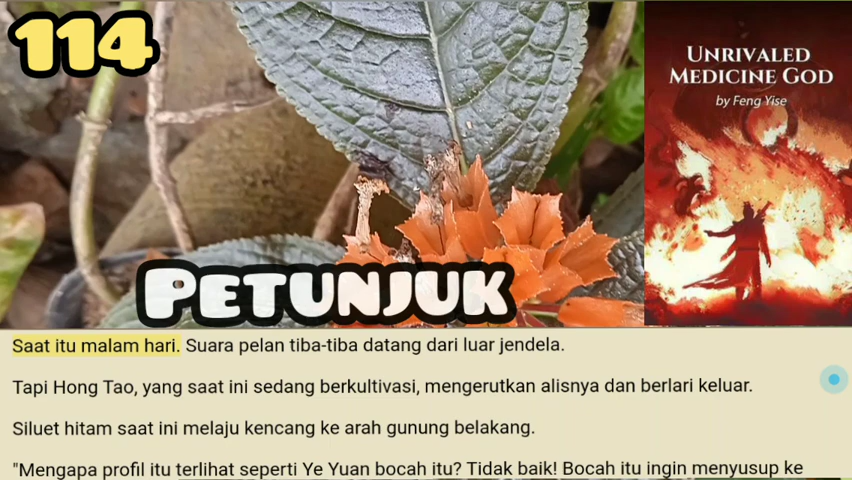 114
UNRIVALED
MEDICINE GOD
by Feng Yise
PETUNJUK
Saat itu malam hari. Suara pelan tiba-tiba datang dari luar jendela.
Tapi Hong Tao, yang saat ini sedang berkultivasi, mengerutkan alisnya dan berlari keluar.
Siluet hitam saat ini melaju kencang ke arah gunung belakang.
"Mengapa profil itu terlihat seperti Ye Yuan bocah itu? Tidak baik! Bocah itu ingin menyusup ke